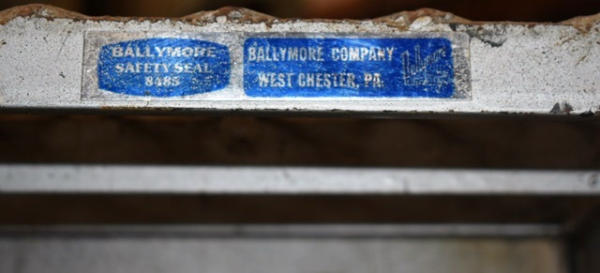 BALLYMORE
SAFETY SEAL
8485
BALLYMORE COMPANY
WEST CHESTER, PA.